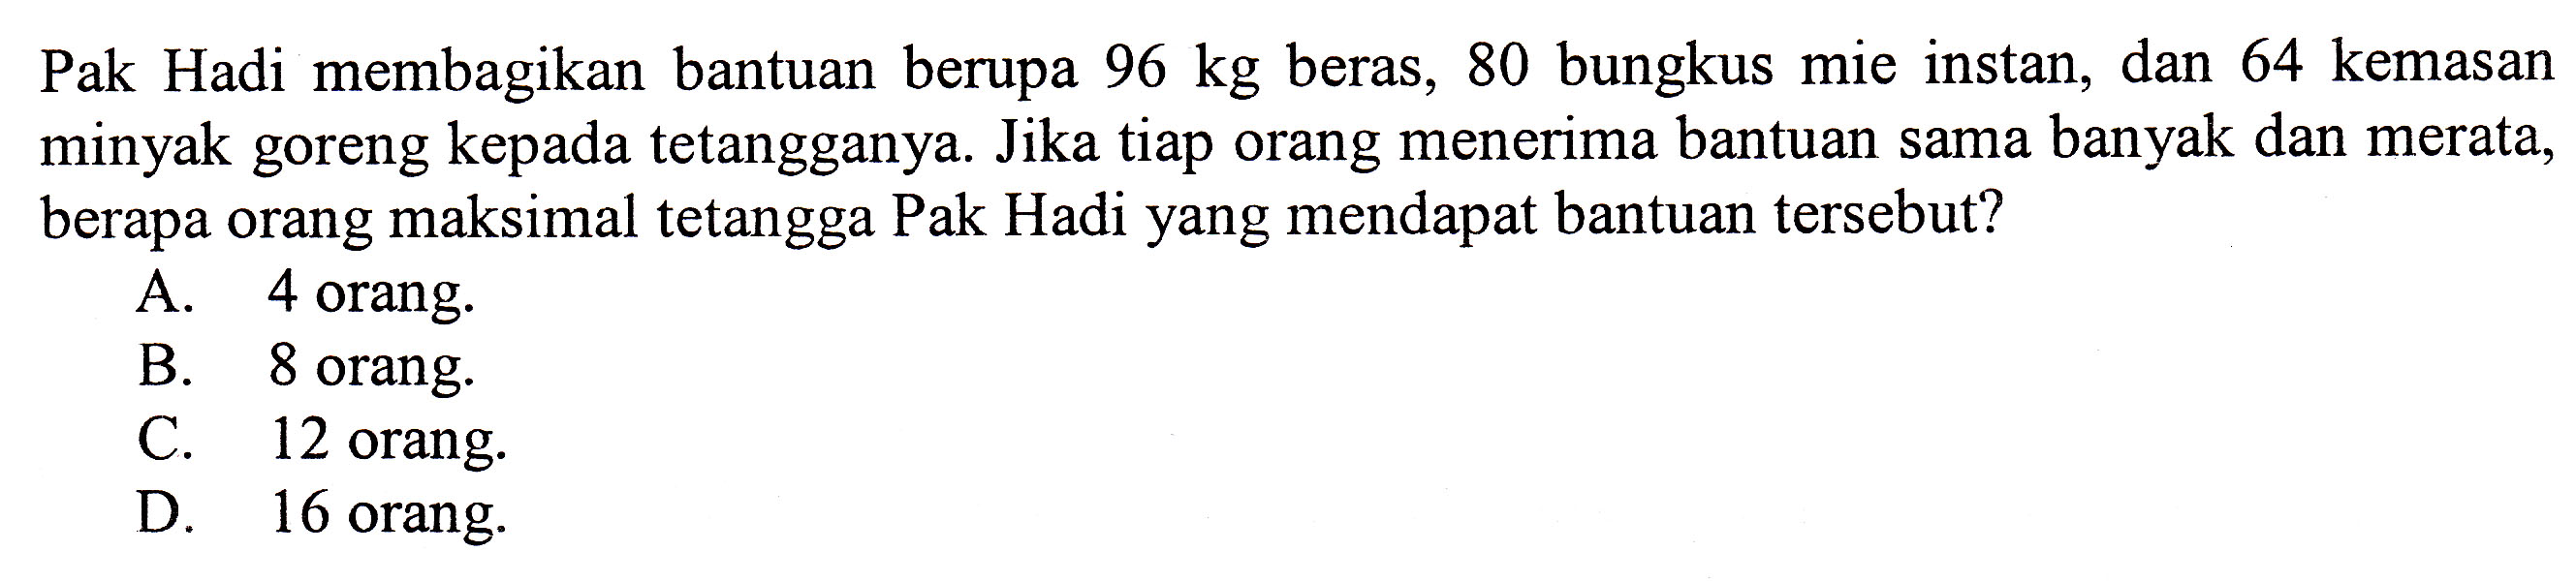 Pak Hadi membagikan bantuan berupa 96 kg beras, 80 bungkus mie instan, dan 64 kemasan
minyak goreng kepada tetangganya. Jika tiap orang menerima bantuan sama banyak dan merata,
berapa orang maksimal tetangga Pak Hadi yang mendapat bantuan tersebut?
A. 4 orang.
B. 8 orang.
C. 12 orang.
D. 16 orang.